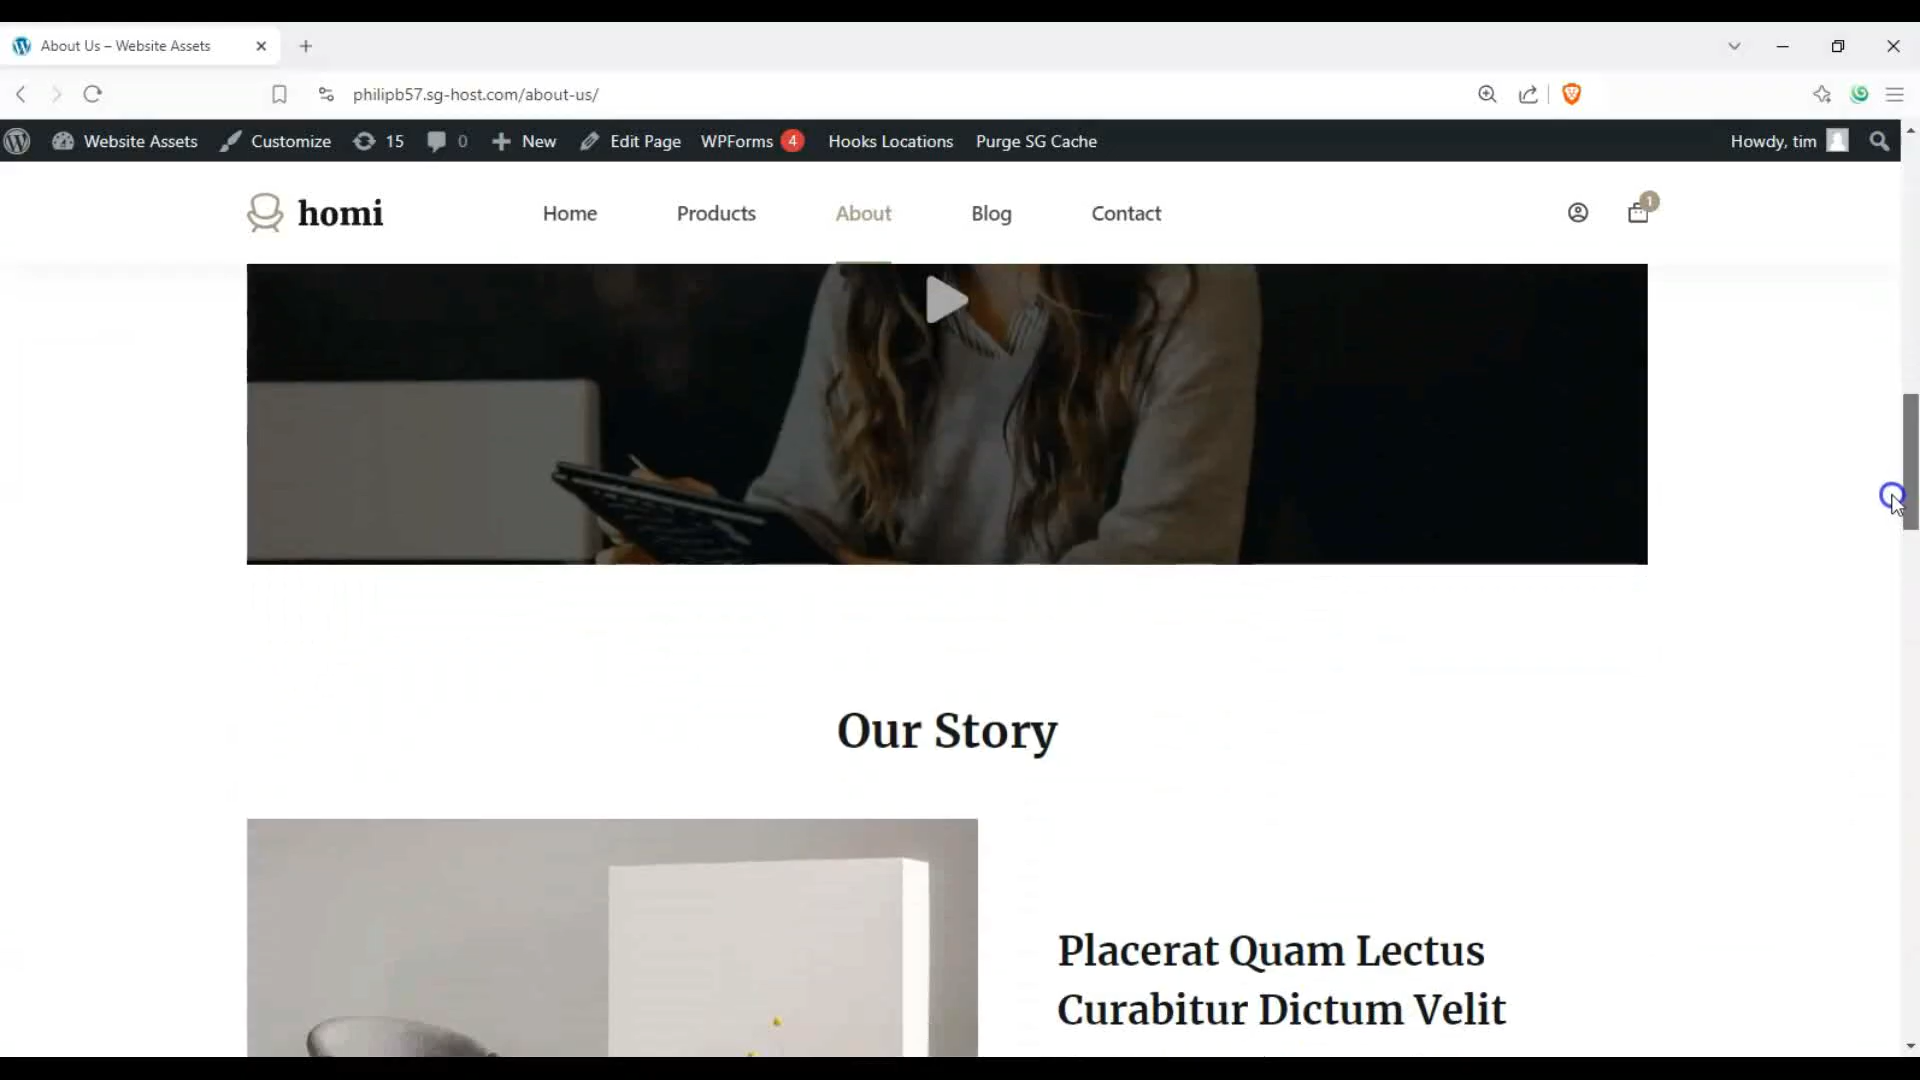 About Us – Website Assets
philipb57.sg-host.com/about-us/
Website Assets Customize 15 0 New Edit Page WPForms 4 Hooks Locations Purge SG Cache Howdy, tim
homi Home Products About Blog Contact 1
Our Story
Placerat Quam Lectus
Curabitur Dictum Velit